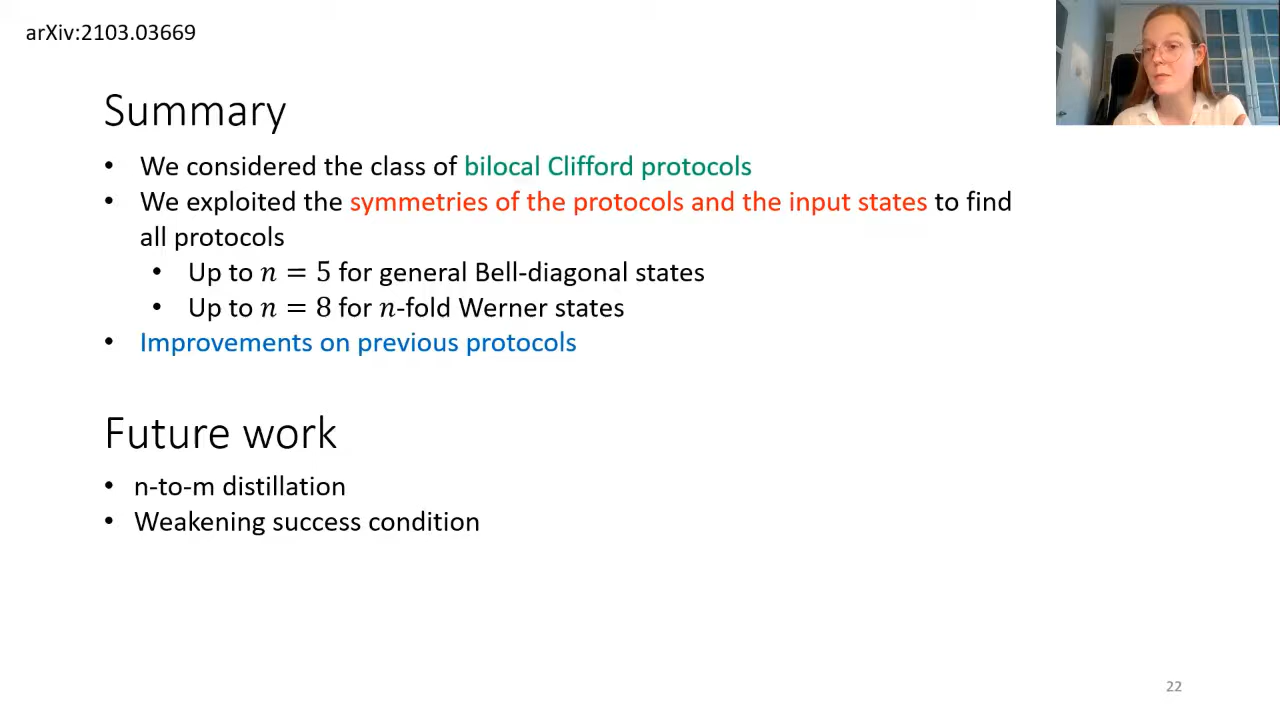 arXiv:2103.03669
Summary
• We considered the class of bilocal Clifford protocols
• We exploited the symmetries of the protocols and the input states to find
all protocols
• Up to n = 5 for general Bell-diagonal states
• Up to n = 8 for n-fold Werner states
• Improvements on previous protocols
Future work
• n-to-m distillation
• Weakening success condition
22